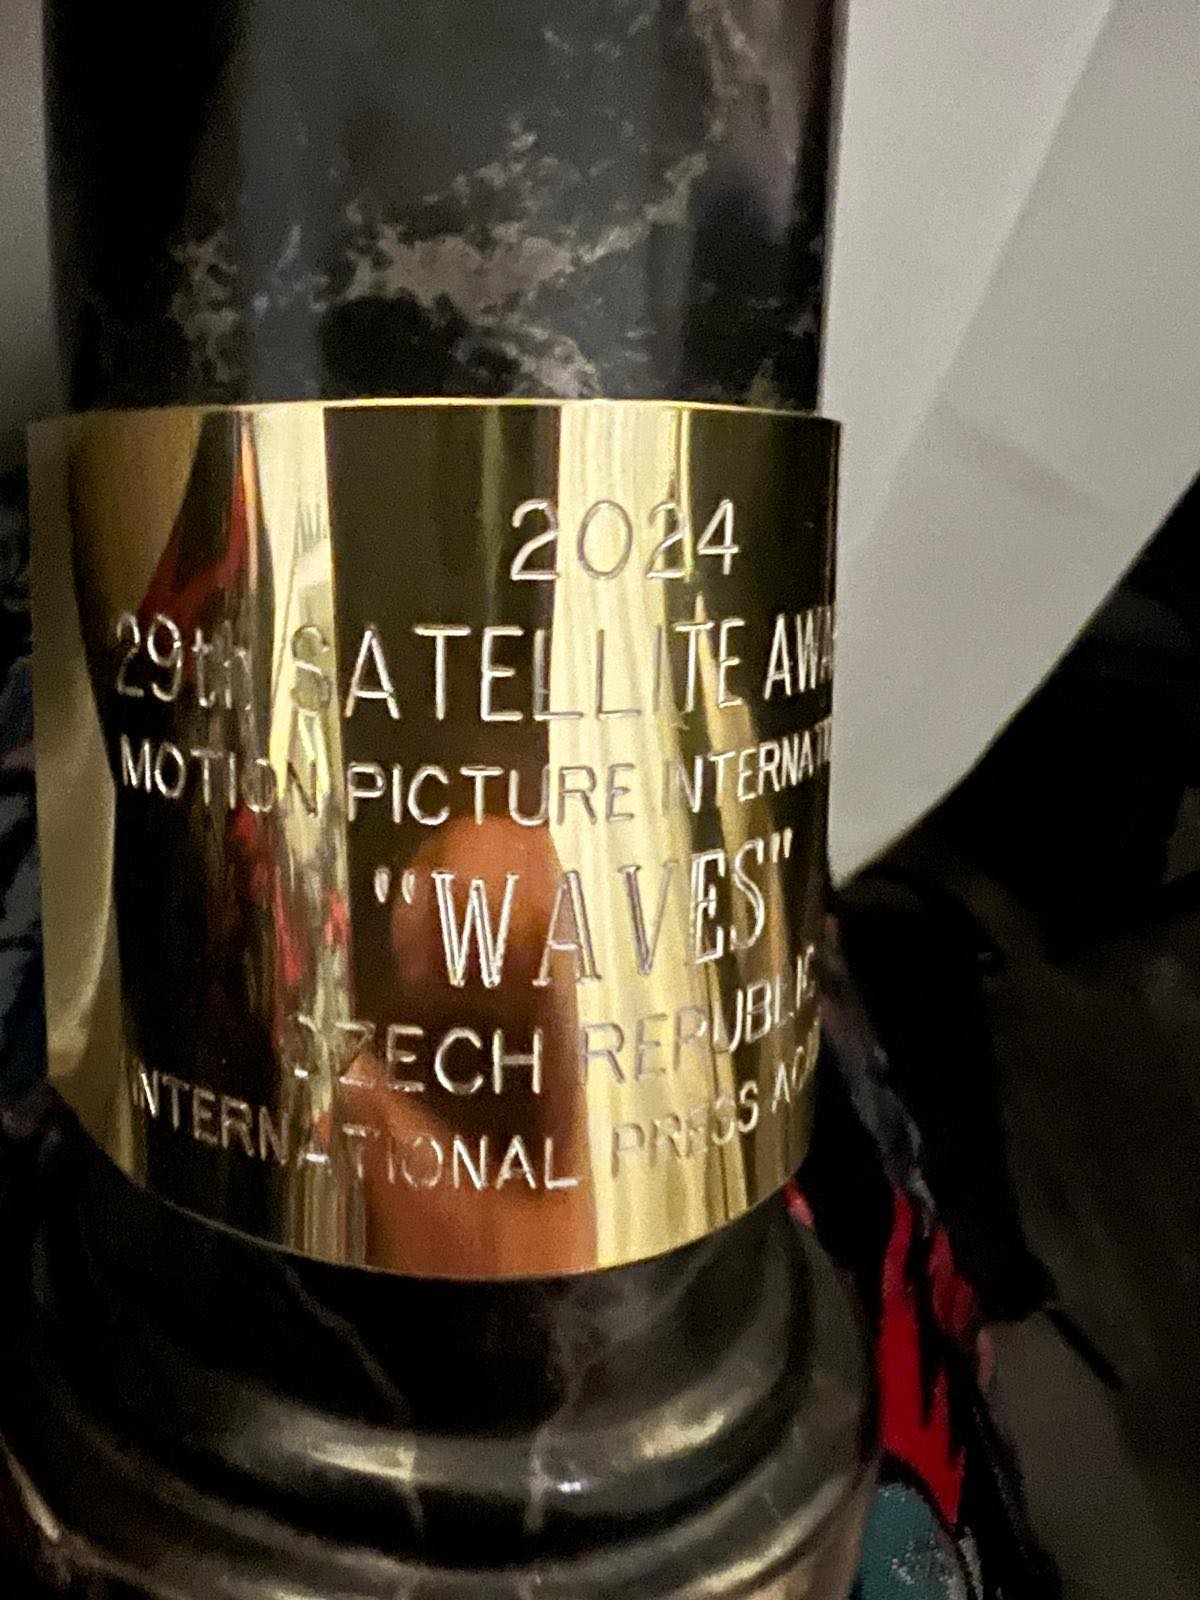 2024
29th SATELLITE AWA
MOTION PICTURE INTERNATI
"WAVES"
CZECH REPUBLIC
INTERNATIONAL PRESS AC